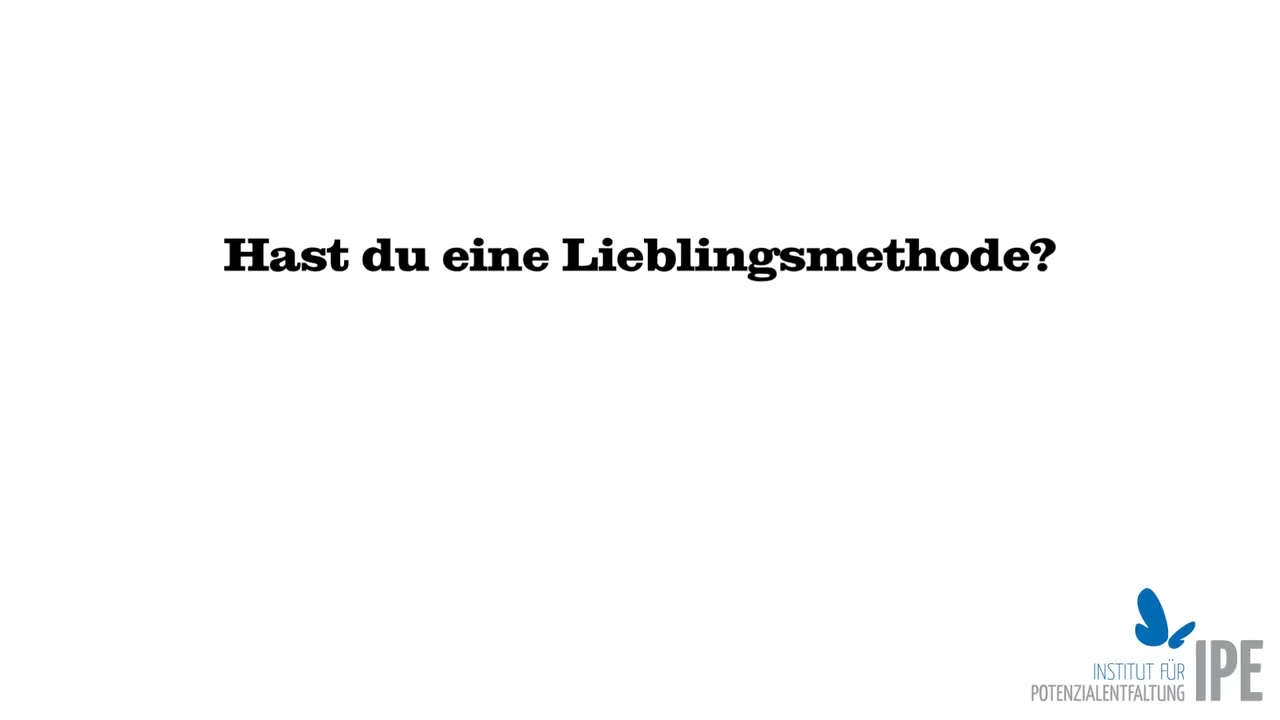 Hast du eine Lieblingsmethode?
INSTITUT FÜR
POTENZIALENTFALTUNG
IPE